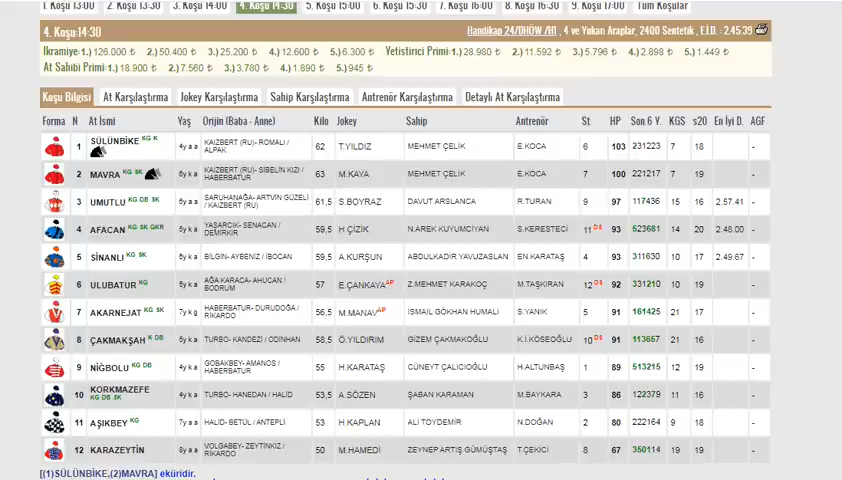 1. Koşu 13:00 2. Koşu 13:30 3. Koşu 14:00 4. Koşu 14:30 5. Koşu 15:00 6. Koşu 15:30 7. Koşu 16:00 8. Koşu 16:30 9. Koşu 17:00 Tüm Koşular
4. Koşu:14:30 Handikap 24/DHÖW /H1 , 4 ve Yukarı Araplar, 2400 Sentetik , E.İ.D. : 2.45.39
İkramiye:1.) 126.000 ₺ 2.) 50.400 ₺ 3.) 25.200 ₺ 4.) 12.600 ₺ 5.) 6.300 ₺ Yetiştirici Primi:1.) 28.980 ₺ 2.) 11.592 ₺ 3.) 5.796 ₺ 4.) 2.898 ₺ 5.) 1.449 ₺
At Sahibi Primi:1.) 18.900 ₺ 2.) 7.560 ₺ 3.) 3.780 ₺ 4.) 1.890 ₺ 5.) 945 ₺
Koşu Bilgisi At Karşılaştırma Jokey Karşılaştırma Sahip Karşılaştırma Antrenör Karşılaştırma Detaylı At Karşılaştırma
Forma N At İsmi Yaş Orijin (Baba - Anne) Kilo Jokey Sahip Antrenör St HP Son 6 Y. KGS s20 En İyi D. AGF
1 SÜLÜNBİKE KG K 4y a a KAIZBERT (RU)- ROMALI / ALPAK 62 T.YILDIZ MEHMET ÇELİK E.KOCA 6 103 231223 7 18 -
2 MAVRA KG SK 5y k a KAIZBERT (RU)- SİBELİN KIZI / HABERBATUR 63 M.KAYA MEHMET ÇELİK E.KOCA 7 100 221217 7 19 -
3 UMUTLU KG DB SK 6y a a SARUHANAĞA- ARTVİN GÜZELİ / KAIZBERT (RU) 61,5 S.BOYRAZ DAVUT ARSLANCA R.TURAN 9 97 117436 15 16 2.57.41 -
4 AFACAN KG SK GKR 5y k a YASARCIK- SENACAN / DEMİRKIR 59,5 H.ÇİZİK N.AREK KUYUMCİYAN S.KERESTECİ 11 DS 93 523681 14 20 2.48.00 -
5 SİNANLI KG SK 6y k a BİLGİN- AYBENİZ / İBOCAN 59,5 A.KURŞUN ABDULKADİR YAVUZASLAN EN.KARATAŞ 4 93 311630 10 17 2.49.67 -
6 ULUBATUR KG 5y k a AĞA KARACA- AHUCAN / BODRUM 57 E.ÇANKAYA AP Z.MEHMET KARAKOÇ M.TAŞKIRAN 12 DS 92 331210 10 19 -
7 AKARNEJAT KG SK 7y k g HABERBATUR- DURUDOĞA / RİKARDO 56,5 M.MANAV AP İSMAİL GÖKHAN HUMALI S.YANIK 5 91 161425 21 17 -
8 ÇAKMAKŞAH K DB 5y k a TURBO- KANDEZİ / ODINHAN 58,5 Ö.YILDIRIM GİZEM ÇAKMAKOĞLU K.İ.KÖSEOĞLU 10 DS 91 113657 21 16 -
9 NİĞBOLU KG DB 4y k a GOBAKBEY- AMANOS / HABERBATUR 55 H.KARATAŞ CÜNEYT ÇALICIOĞLU H.ALTUNBAŞ 1 89 513215 12 19 -
10 KORKMAZEFE KG DB SK 4y k a TURBO- HANEDAN / HALİD 53,5 A.SÖZEN ŞABAN KARAMAN M.BAYKARA 3 86 122379 11 16 -
11 AŞIKBEY KG 7y a a HALİD- BETÜL / ANTEPLİ 53 H.KAPLAN ALİ TOYDEMİR N.DOĞAN 2 80 222164 9 18 -
12 KARAZEYTİN 8y k a VOLGABEY- ZEYTİNKIZ / RİKARDO 50 M.HAMEDİ ZEYNEP ARTIŞ GÜMÜŞTAŞ T.ÇEKİCİ 8 67 350114 19 19 -
[(1)SÜLÜNBİKE,(2)MAVRA] eküridir.